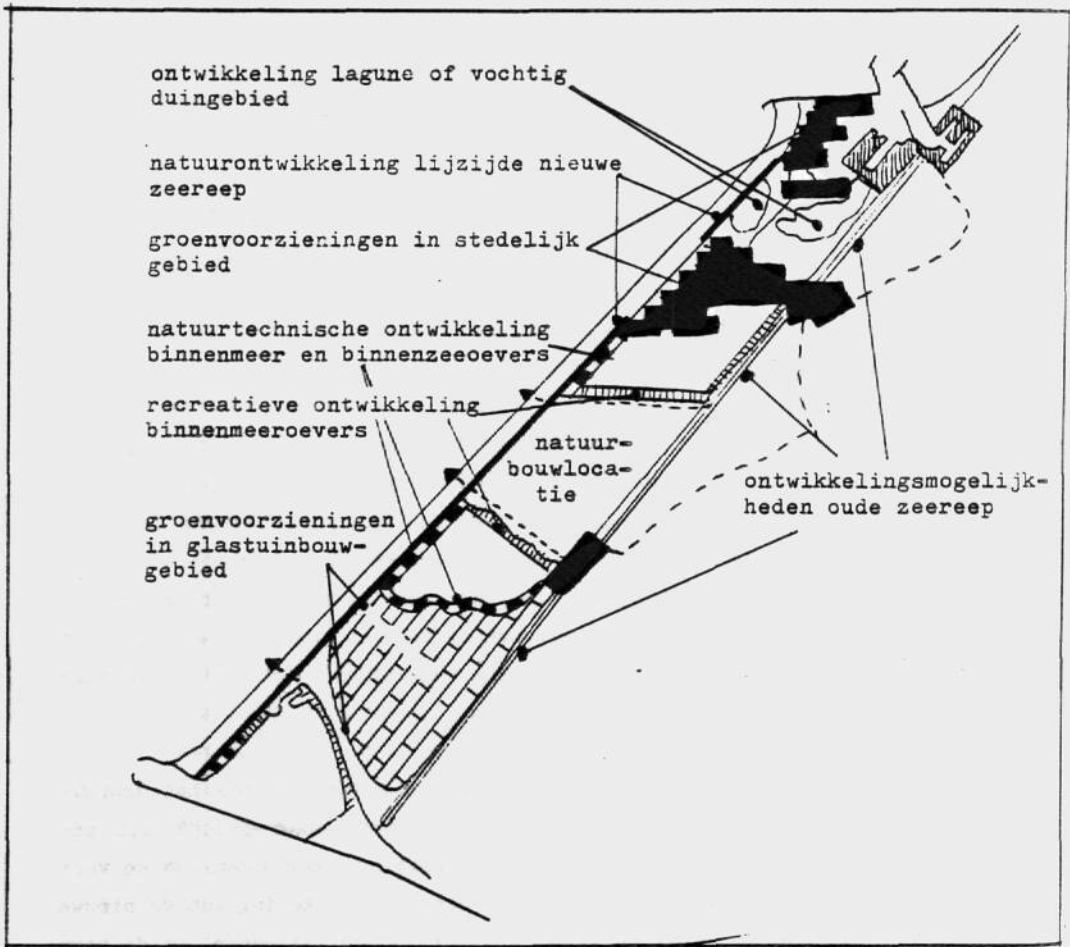 ontwikkeling lagune of vochtig
duingebied
natuurontwikkeling lijzijde nieuwe
zeereep
groenvoorzieningen in stedelijk
gebied
natuurtechnische ontwikkeling
binnenmeer en binnenzeeoevers
recreatieve ontwikkeling
binnenmeeroevers
natuur-
bouwloca-
tie
ontwikkelingsmogelijk-
heden oude zeereep
groenvoorzieningen
in glastuinbouw-
gebied